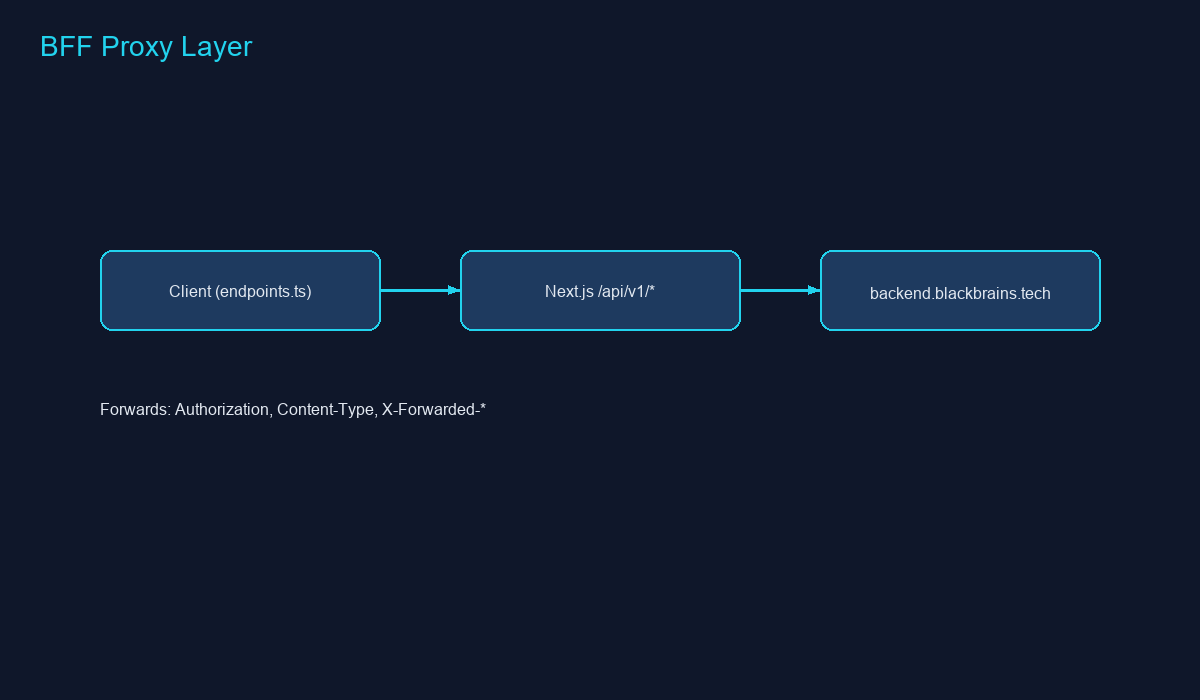 BFF Proxy Layer
Client (endpoints.ts)
Next.js /api/v1/*
backend.blackbrains.tech
Forwards: Authorization, Content-Type, X-Forwarded-*